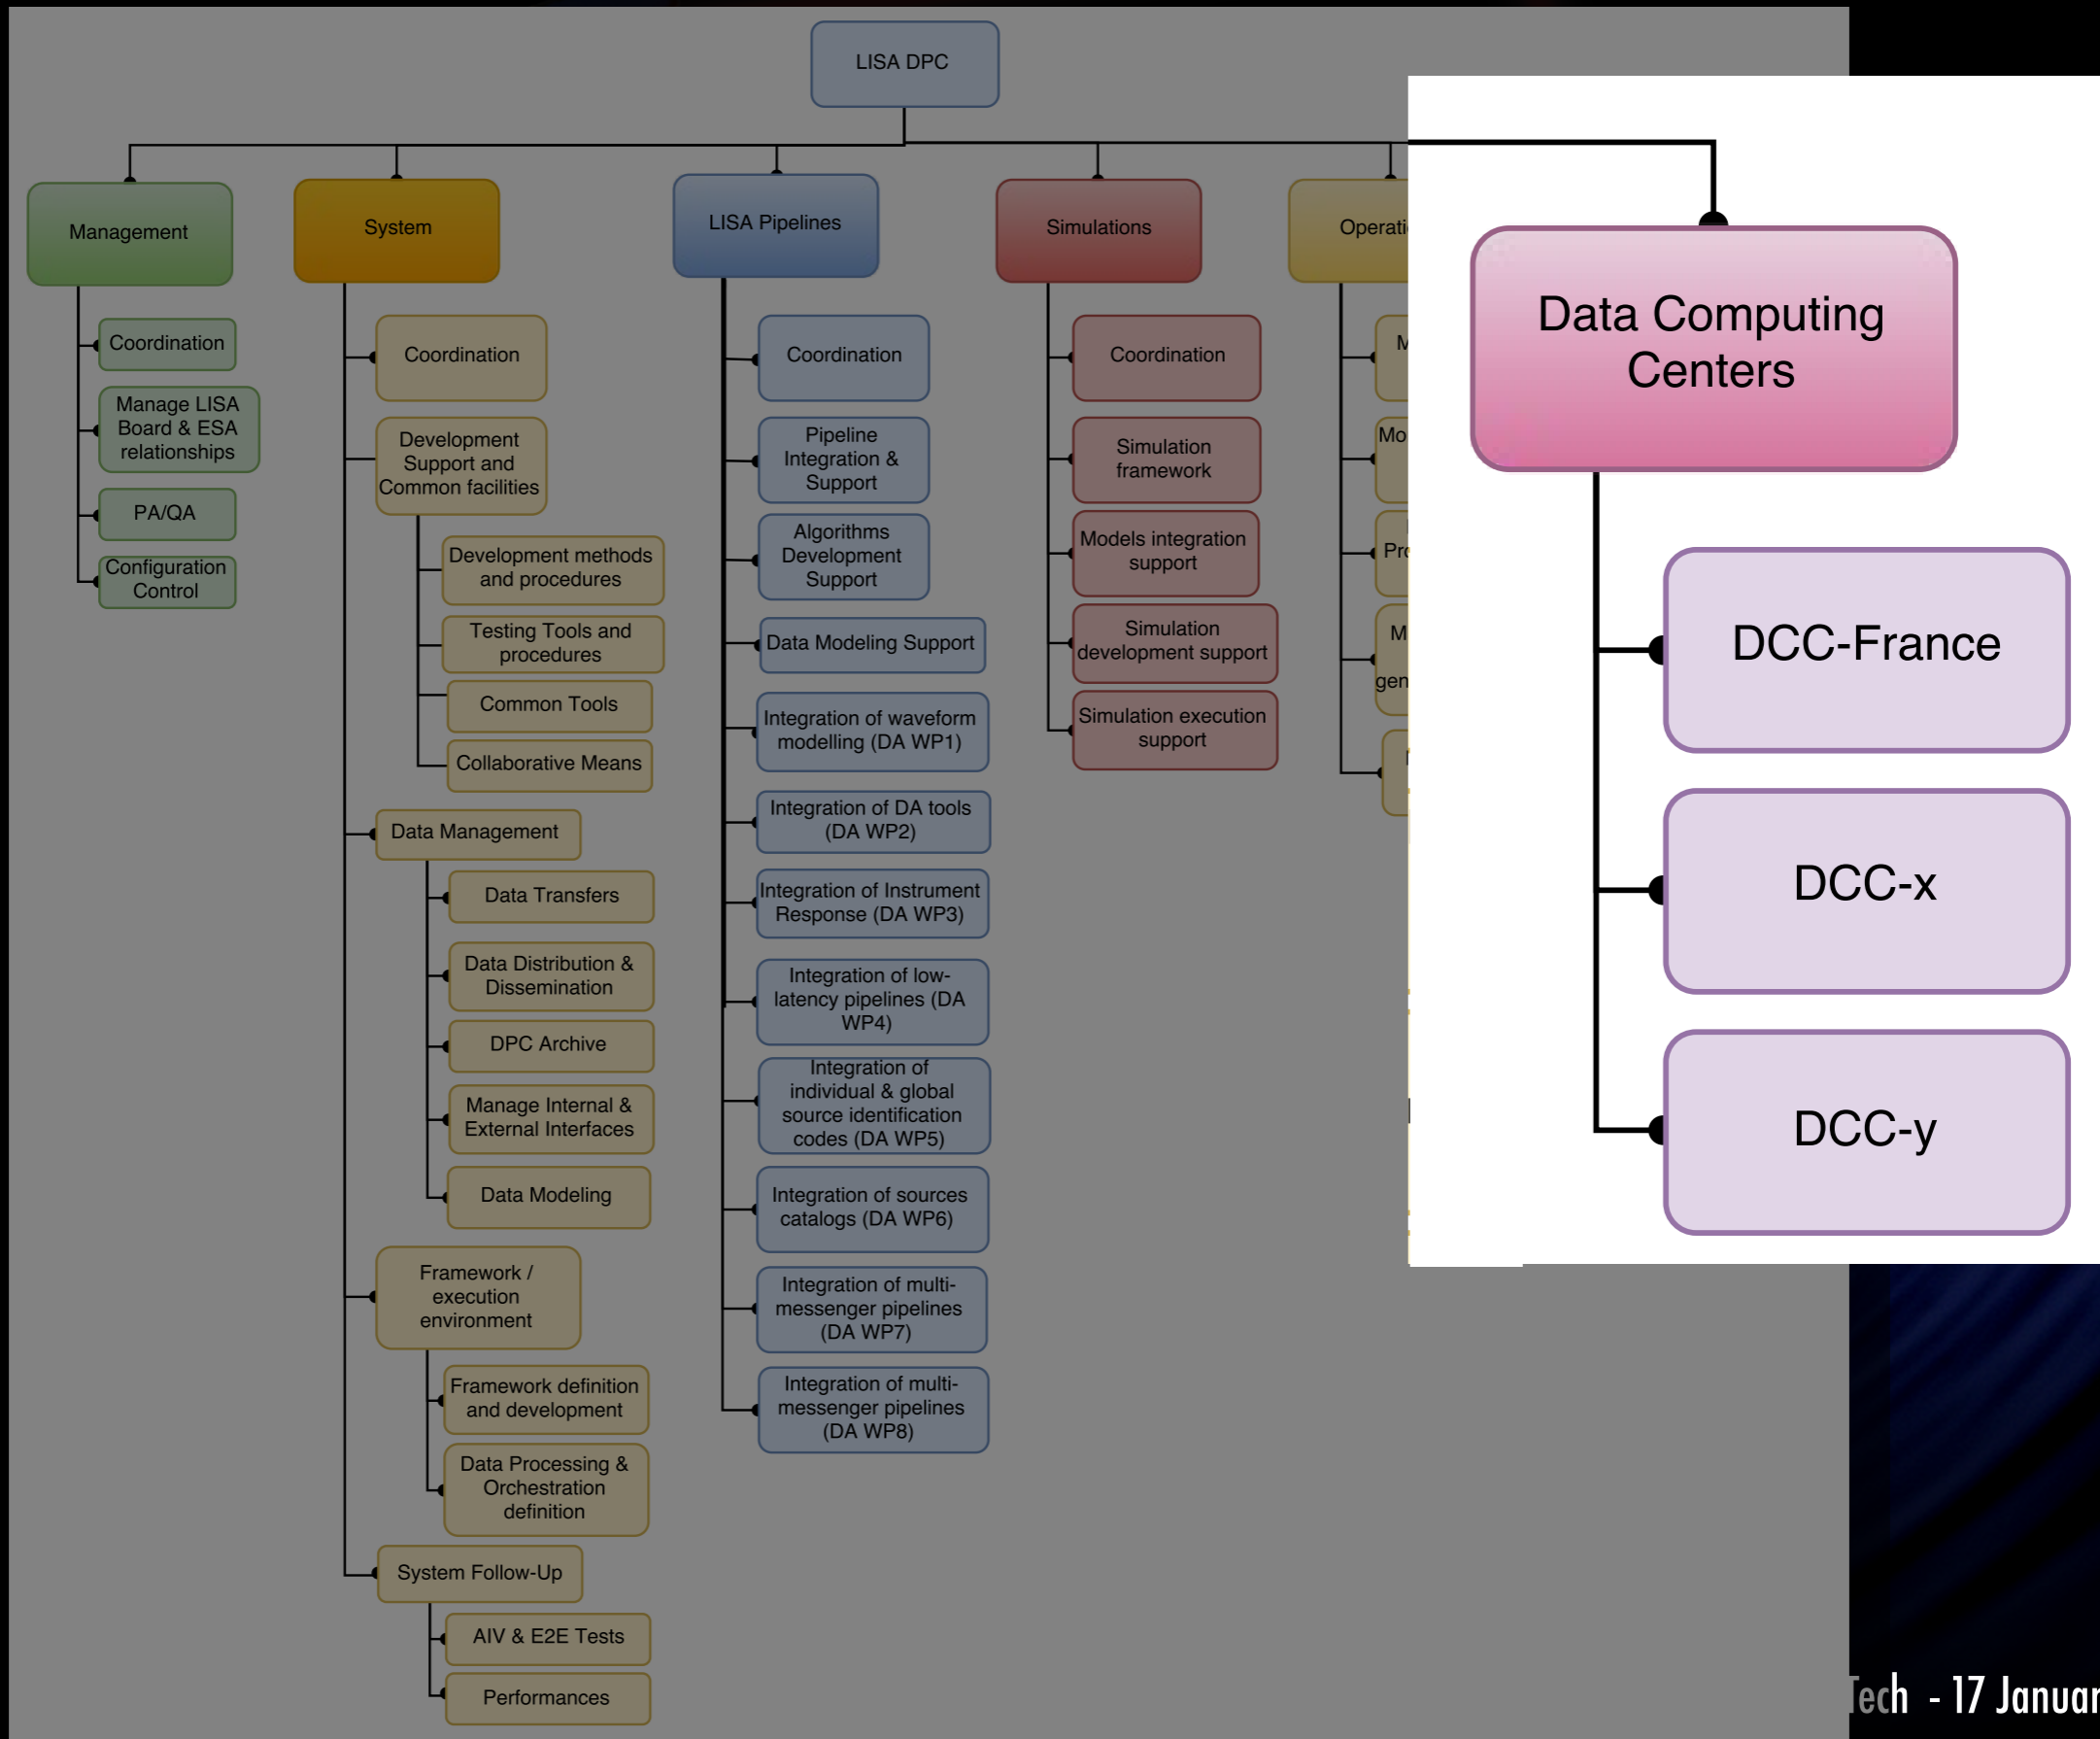 LISA DPC
Management
Coordination
Manage LISA
Board & ESA
relationships
PA/QA
Configuration
Control
System
Coordination
Development
Support and
Common facilities
Development methods
and procedures
Testing Tools and
procedures
Common Tools
Collaborative Means
Data Management
Data Transfers
Data Distribution &
Dissemination
DPC Archive
Manage Internal &
External Interfaces
Data Modeling
Framework /
execution
environment
Framework definition
and development
Data Processing &
Orchestration
definition
System Follow-Up
AIV & E2E Tests
Performances
LISA Pipelines
Coordination
Pipeline
Integration &
Support
Algorithms
Development
Support
Data Modeling Support
Integration of waveform
modelling (DA WP1)
Integration of DA tools
(DA WP2)
Integration of Instrument
Response (DA WP3)
Integration of low-
latency pipelines (DA
WP4)
Integration of
individual & global
source identification
codes (DA WP5)
Integration of sources
catalogs (DA WP6)
Integration of multi-
messenger pipelines
(DA WP7)
Integration of multi-
messenger pipelines
(DA WP8)
Simulations
Coordination
Simulation
framework
Models integration
support
Simulation
development support
Simulation execution
support
Data Computing
Centers
DCC-France
DCC-x
DCC-y
Tech - 17